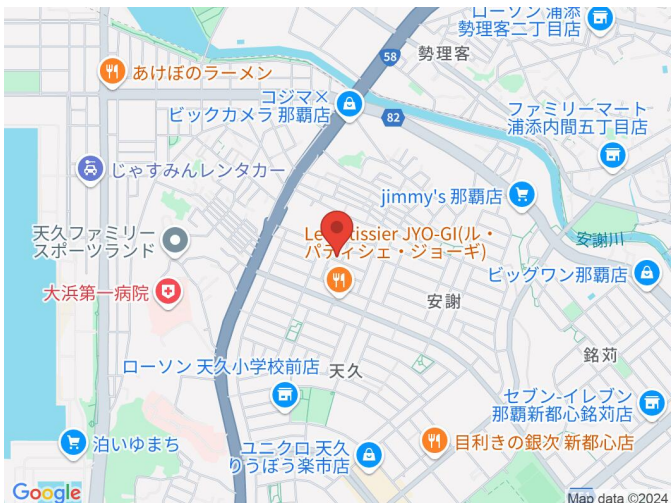 ローソン 浦添
勢理客二丁目店
58
勢理客
あけぼのラーメン
コジマ×
ビックカメラ 那覇店
82
ファミリーマート
浦添内間五丁目店
じゃすみんレンタカー
jimmy's 那覇店
天久ファミリー
スポーツランド
JYO-GI(ル・
パティシェ・ジョーギ)
安謝川
大浜第一病院
ビッグワン那覇店
安謝
銘苅
ローソン 天久小学校前店
天久
セブン-イレブン
那覇新都心銘苅店
泊いゆまち
ユニクロ 天久
りうぼう楽市店
目利きの銀次 新都心店
Google
Map data ©2024